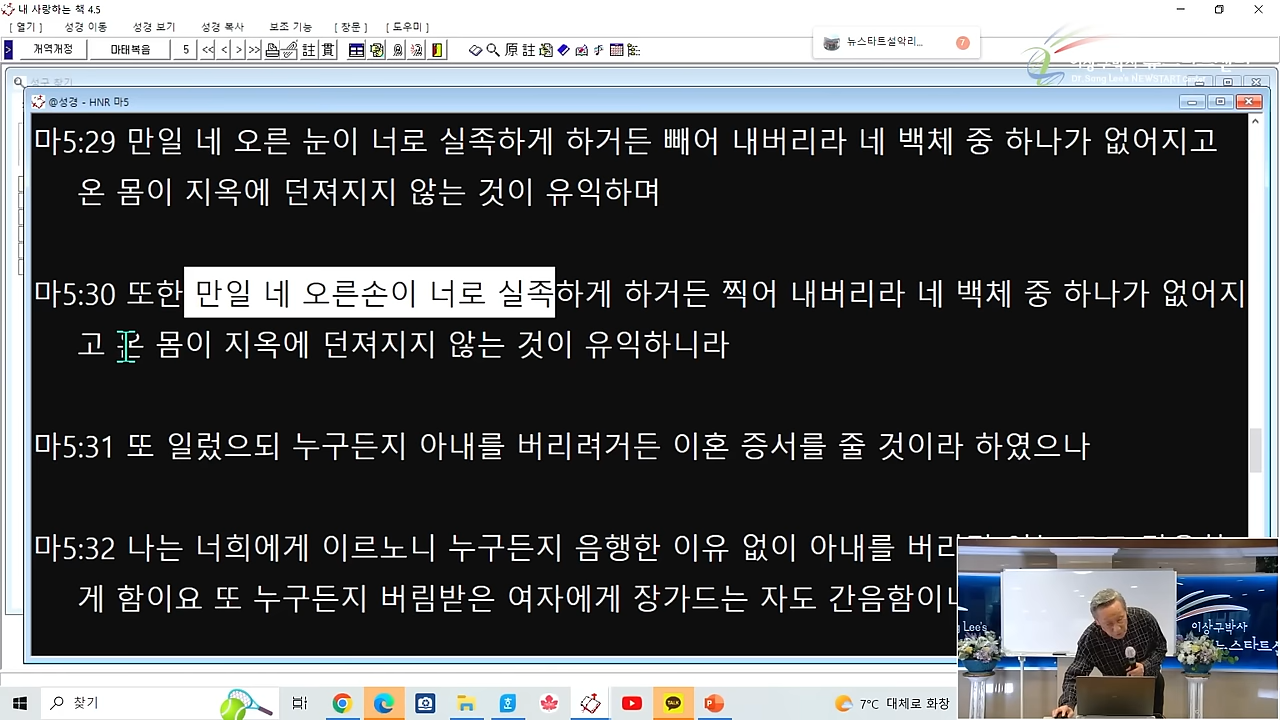 내 사랑하는 책 4.5
[ 열기 ] 성경 이동 성경 보기 성경 복사 보조 기능 [ 창문 ] [ 도우미 ]
개역개정 마태복음 5 << < > >> 原 註
뉴스타트설악리... 7
Dr. Sang Lee's NEWSTART Center
성구 찾기
@성경 - HNR 마5
마5:29 만일 네 오른 눈이 너로 실족하게 하거든 빼어 내버리라 네 백체 중 하나가 없어지고
온 몸이 지옥에 던져지지 않는 것이 유익하며
마5:30 또한 만일 네 오른손이 너로 실족하게 하거든 찍어 내버리라 네 백체 중 하나가 없어지
고 온 몸이 지옥에 던져지지 않는 것이 유익하니라
마5:31 또 일렀으되 누구든지 아내를 버리려거든 이혼 증서를 줄 것이라 하였으나
마5:32 나는 너희에게 이르노니 누구든지 음행한 이유 없이 아내를
게 함이요 또 누구든지 버림받은 여자에게 장가드는 자도 간음함이
이상구박사
찾기
TALK
7℃ 대체로 화창